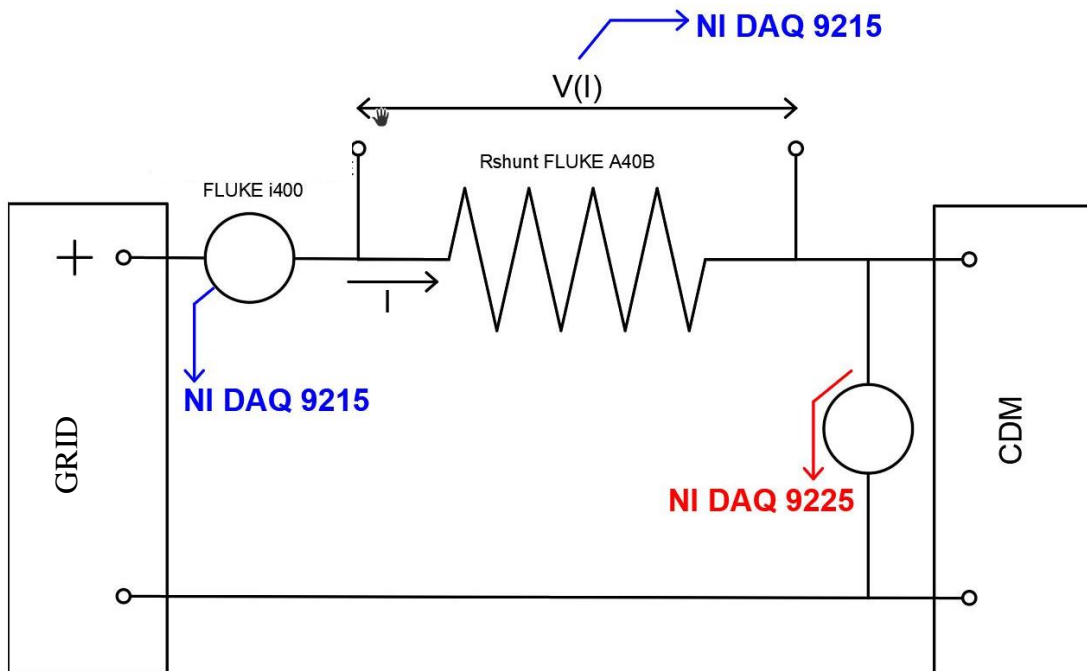 NI DAQ 9215
V(I)
Rshunt FLUKE A40B
FLUKE i400
+
I
NI DAQ 9215
GRID
CDM
NI DAQ 9225